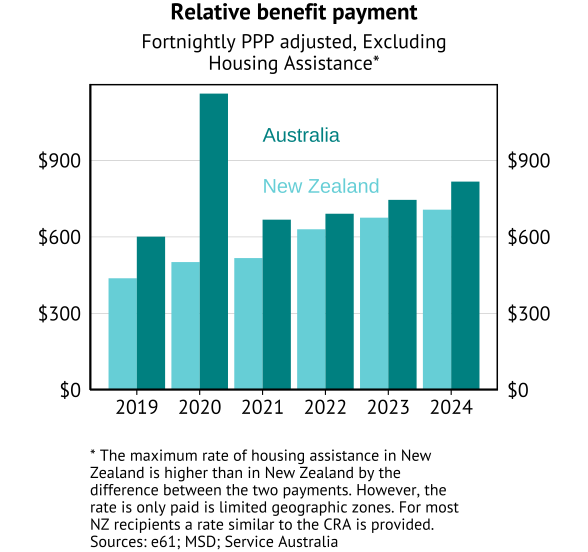 Relative benefit payment
Fortnightly PPP adjusted, Excluding
Housing Assistance*
Australia
New Zealand
$900 $900
$600 $600
$300 $300
$0 $0
2019 2020 2021 2022 2023 2024
* The maximum rate of housing assistance in New
Zealand is higher than in New Zealand by the
difference between the two payments. However, the
rate is only paid is limited geographic zones. For most
NZ recipients a rate similar to the CRA is provided.
Sources: e61; MSD; Service Australia